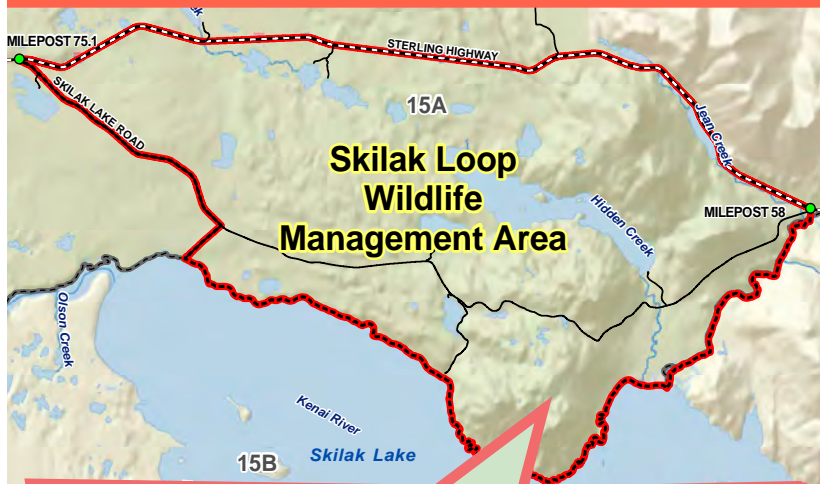 MILEPOST 75.1
STERLING HIGHWAY
SKILAK LAKE ROAD
15A
Jean Creek
Skilak Loop
Wildlife
Management Area
Hidden Creek
MILEPOST 58
Olson Creek
Kenai River
15B
Skilak Lake